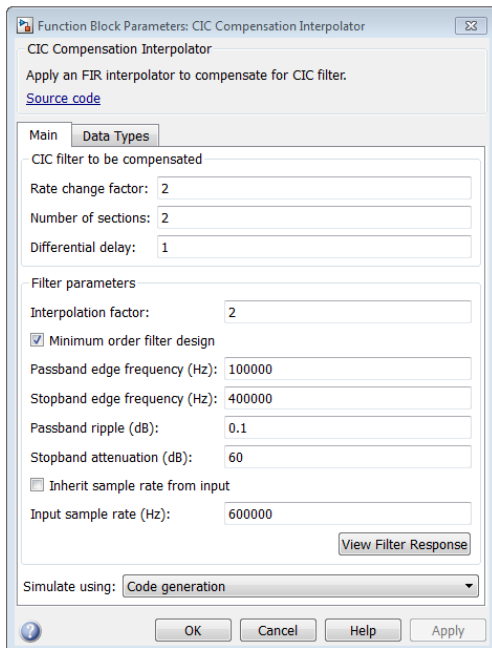 Function Block Parameters: CIC Compensation Interpolator
CIC Compensation Interpolator
Apply an FIR interpolator to compensate for CIC filter.
Source code
Main Data Types
CIC filter to be compensated
Rate change factor: 2
Number of sections: 2
Differential delay: 1
Filter parameters
Interpolation factor: 2
Minimum order filter design
Passband edge frequency (Hz): 100000
Stopband edge frequency (Hz): 400000
Passband ripple (dB): 0.1
Stopband attenuation (dB): 60
Inherit sample rate from input
Input sample rate (Hz): 600000
View Filter Response
Simulate using: Code generation
? OK Cancel Help Apply